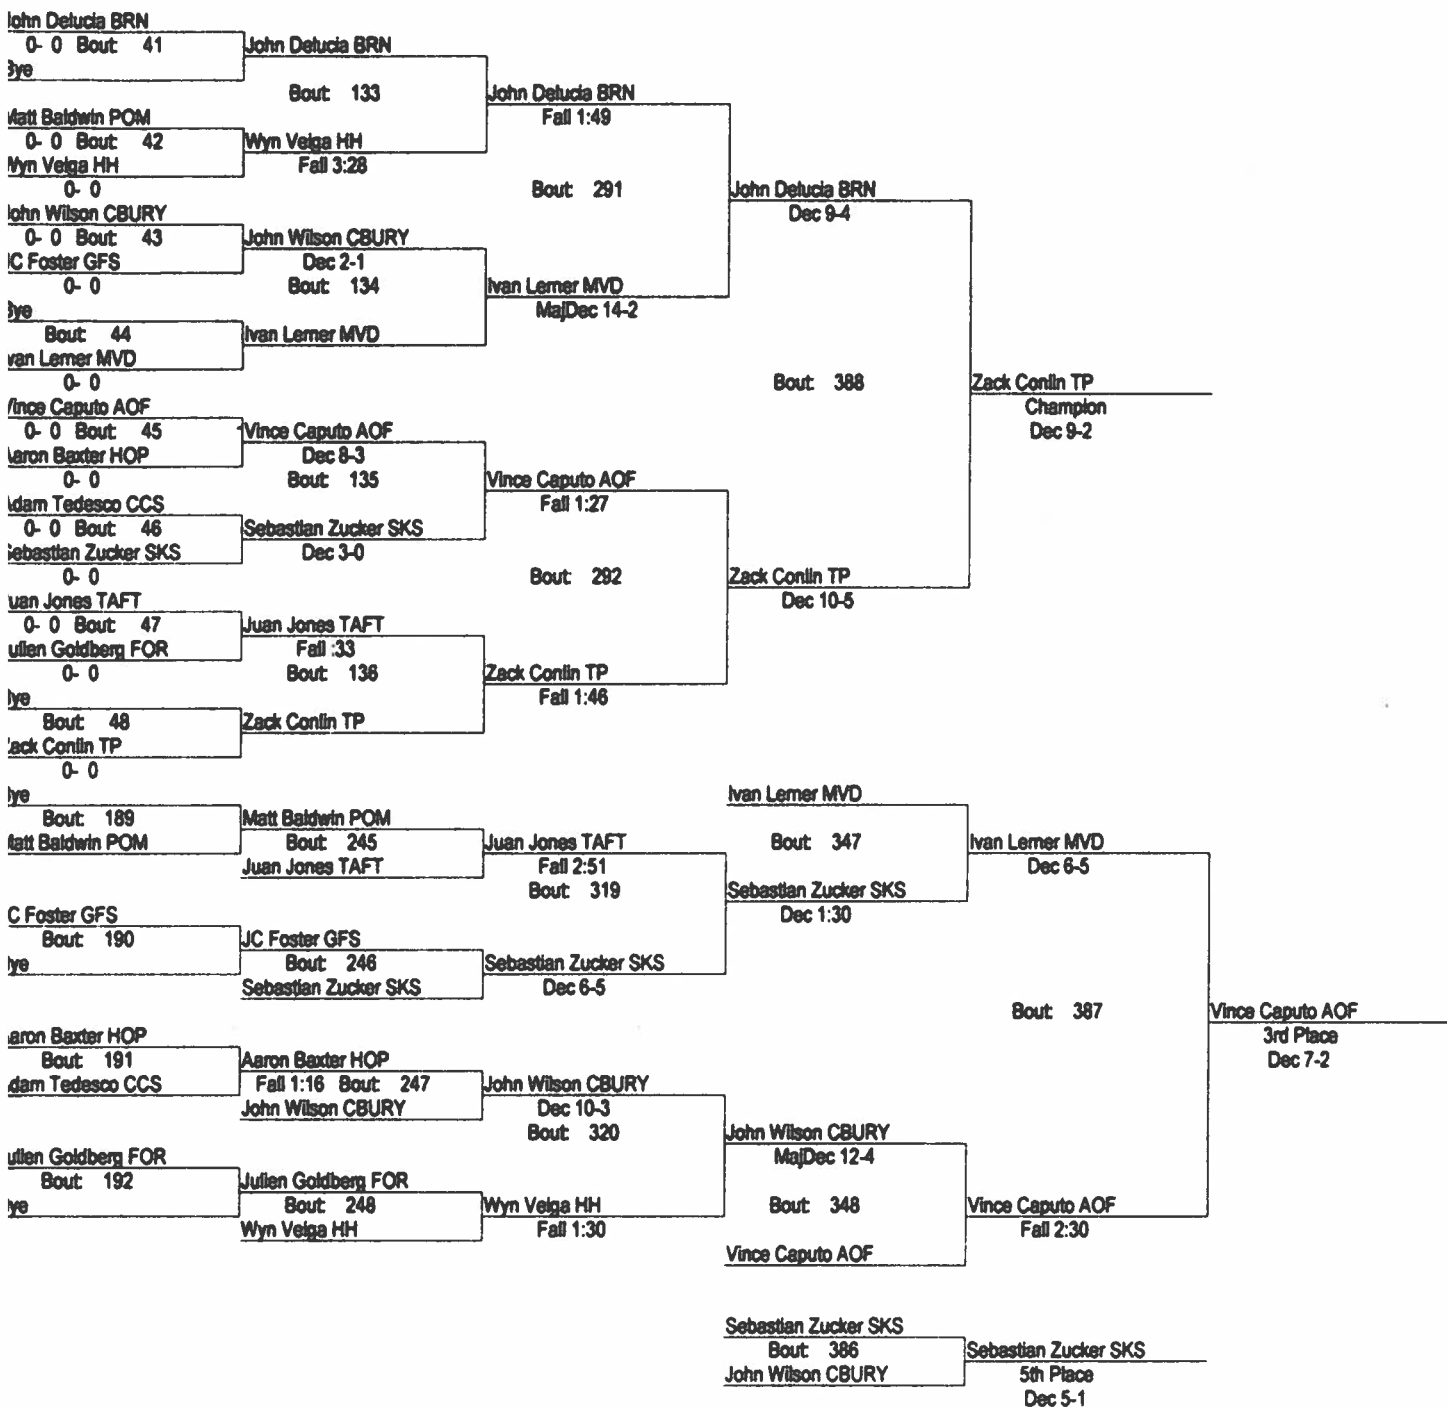 John Delucia BRN
0- 0 Bout: 41
Bye
Matt Baldwin POM
0- 0 Bout: 42
Wyn Veiga HH
0- 0
John Wilson CBURY
0- 0 Bout: 43
JC Foster GFS
0- 0
Bye
Bout: 44
Ivan Lerner MVD
0- 0
Vince Caputo AOF
0- 0 Bout: 45
Aaron Baxter HOP
0- 0
Adam Tedesco CCS
0- 0 Bout: 46
Sebastian Zucker SKS
0- 0
Juan Jones TAFT
0- 0 Bout: 47
Julien Goldberg FOR
0- 0
Bye
Bout: 48
Zack Conlin TP
0- 0
John Delucia BRN
Bout: 133
Wyn Veiga HH
Fall 3:28
John Wilson CBURY
Dec 2-1
Bout: 134
Ivan Lerner MVD
Vince Caputo AOF
Dec 8-3
Bout: 135
Sebastian Zucker SKS
Dec 3-0
Juan Jones TAFT
Fall :33
Bout: 136
Zack Conlin TP
John Delucia BRN
Fall 1:49
Bout: 291
Ivan Lerner MVD
MajDec 14-2
Vince Caputo AOF
Fall 1:27
Bout: 292
Zack Conlin TP
Fall 1:46
John Delucia BRN
Dec 9-4
Bout: 388
Zack Conlin TP
Dec 10-5
Zack Conlin TP
Champion
Dec 9-2
Bye
Bout: 189
Matt Baldwin POM
JC Foster GFS
Bout: 190
Bye
Aaron Baxter HOP
Bout: 191
Adam Tedesco CCS
Julien Goldberg FOR
Bout: 192
Bye
Matt Baldwin POM
Bout: 245
Juan Jones TAFT
JC Foster GFS
Bout: 246
Sebastian Zucker SKS
Aaron Baxter HOP
Fall 1:16 Bout: 247
John Wilson CBURY
Julien Goldberg FOR
Bout: 248
Wyn Veiga HH
Juan Jones TAFT
Fall 2:51
Bout: 319
Sebastian Zucker SKS
Dec 6-5
John Wilson CBURY
Dec 10-3
Bout: 320
Wyn Veiga HH
Fall 1:30
Ivan Lerner MVD
Bout: 347
Sebastian Zucker SKS
Dec 1:30
John Wilson CBURY
MajDec 12-4
Bout: 348
Vince Caputo AOF
Ivan Lerner MVD
Dec 6-5
Bout: 387
Vince Caputo AOF
Fall 2:30
Vince Caputo AOF
3rd Place
Dec 7-2
Sebastian Zucker SKS
Bout: 386
John Wilson CBURY
Sebastian Zucker SKS
5th Place
Dec 5-1